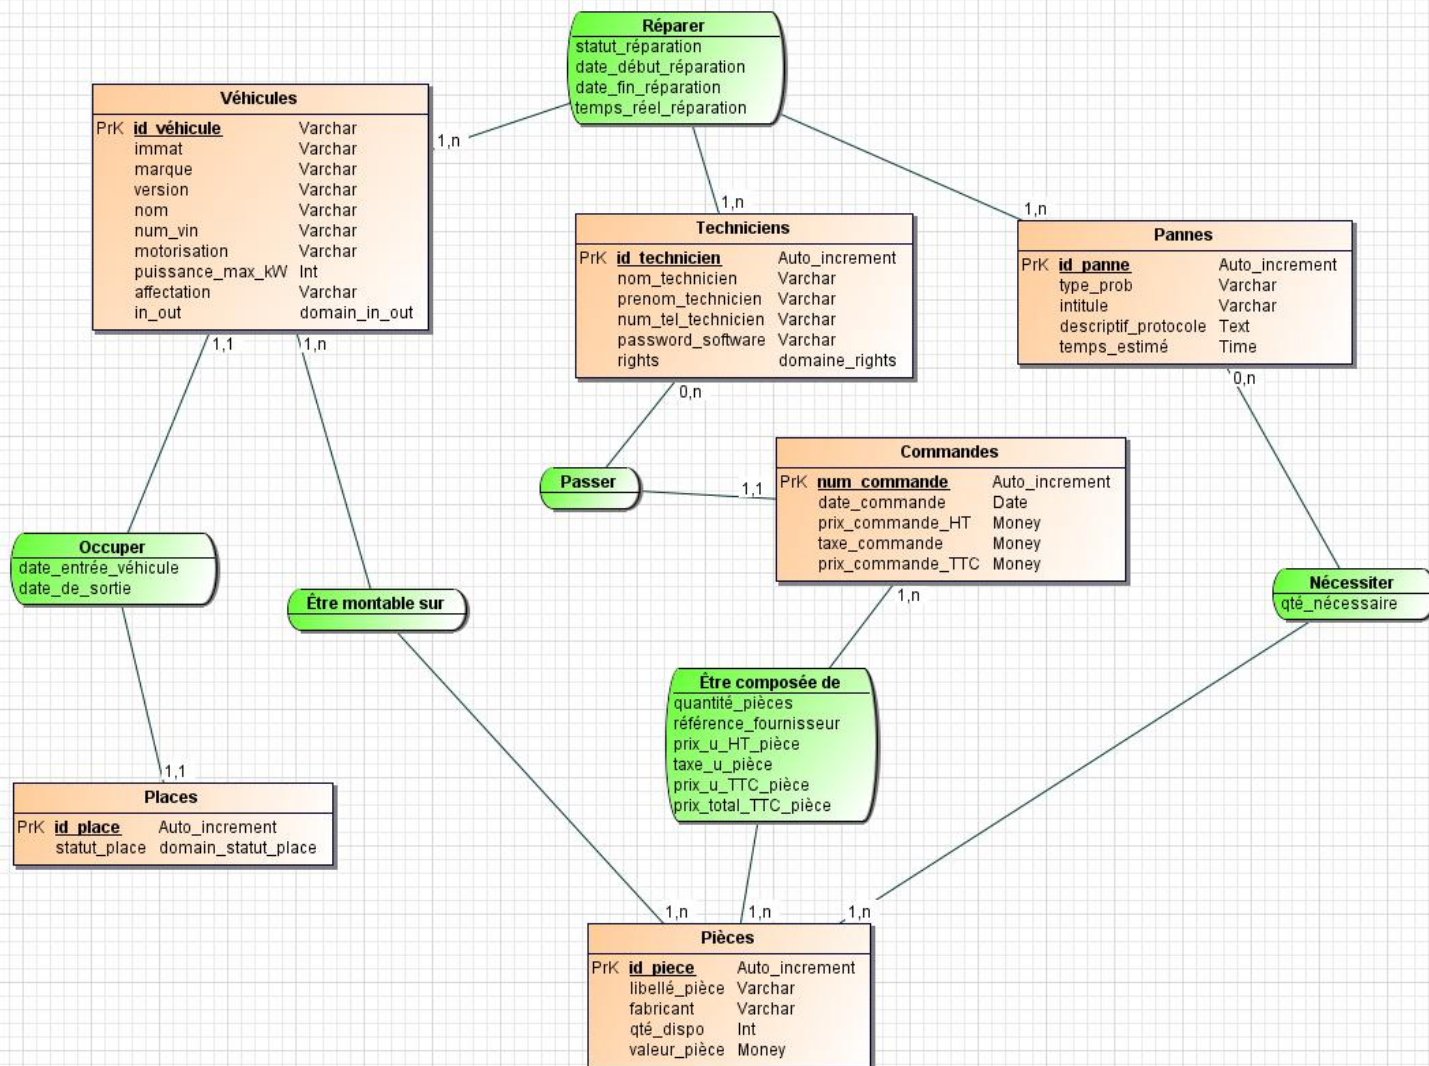 Réparer
statut_réparation
date_début_réparation
date_fin_réparation
temps_réel_réparation
1,n
1,n
1,n
Véhicules
PrK id_véhicule Varchar
immat Varchar
marque Varchar
version Varchar
nom Varchar
num_vin Varchar
motorisation Varchar
puissance_max_kW Int
affectation Varchar
in_out domain_in_out
1,1
1,n
Techniciens
PrK id_technicien Auto_increment
nom_technicien Varchar
prenom_technicien Varchar
num_tel_technicien Varchar
password_software Varchar
rights domaine_rights
0,n
Pannes
PrK id_panne Auto_increment
type_prob Varchar
intitule Varchar
descriptif_protocole Text
temps_estimé Time
0,n
Passer
1,1
Commandes
PrK num_commande Auto_increment
date_commande Date
prix_commande_HT Money
taxe_commande Money
prix_commande_TTC Money
1,n
Occuper
date_entrée_véhicule
date_de_sortie
Être montable sur
Nécessiter
qté_nécessaire
Être composée de
quantité_pièces
référence_fournisseur
prix_u_HT_pièce
taxe_u_pièce
prix_u_TTC_pièce
prix_total_TTC_pièce
1,1
Places
PrK id_place Auto_increment
statut_place domain_statut_place
1,n
1,n
1,n
Pièces
PrK id_piece Auto_increment
libellé_pièce Varchar
fabricant Varchar
qté_dispo Int
valeur_pièce Money